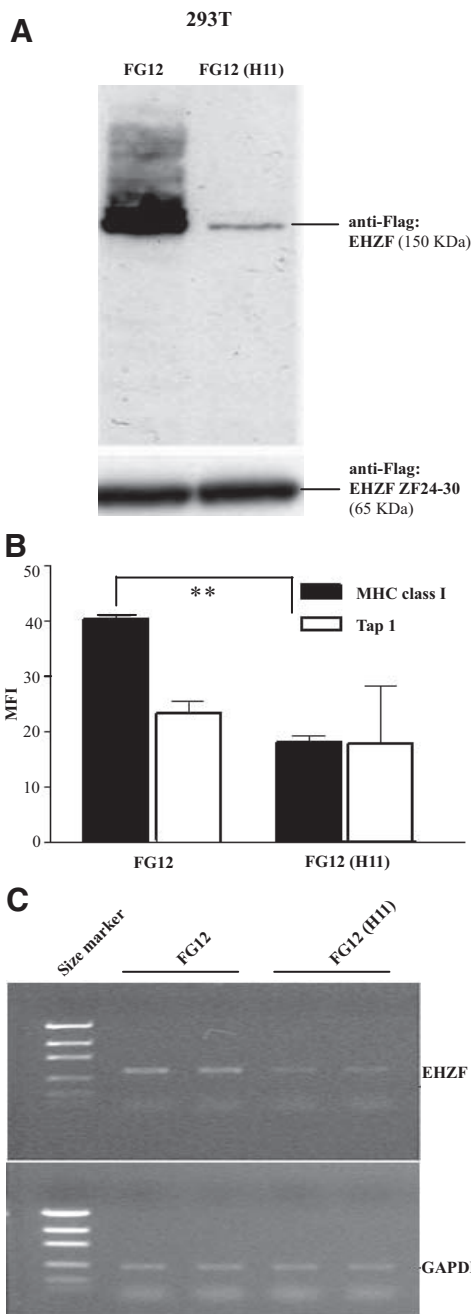 A
293T
FG12 FG12 (H11)
anti-Flag:
EHZF (150 KDa)
anti-Flag:
EHZF ZF24-30
(65 KDa)
B
50
40
30
20
10
0
MFI
**
MHC class I
Tap 1
FG12 FG12 (H11)
C
Size marker FG12 FG12 (H11)
EHZF
GAPD